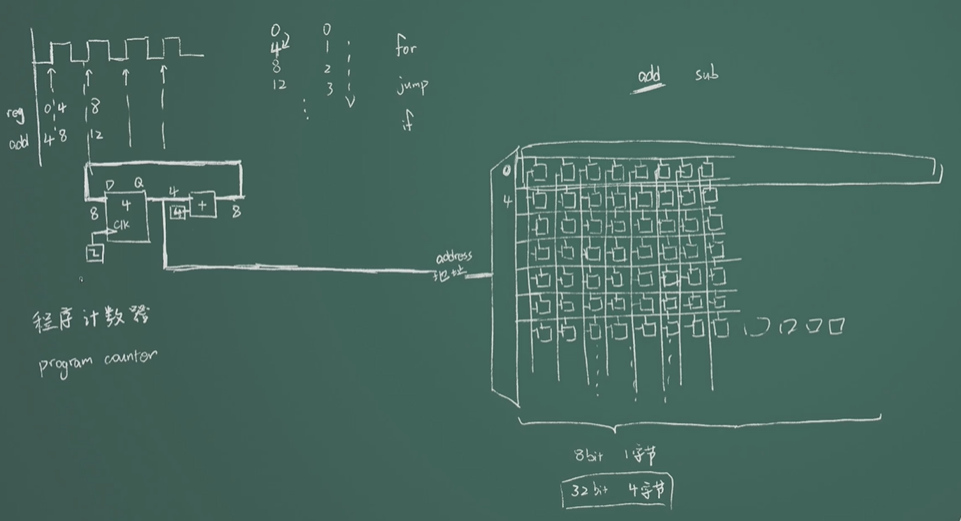 0 0
4 1
8 2
12 3
for
jump
if
add sub
reg 0 4 8
add 4 8 12
D Q
8 4 4 4 + 8
Clk
0
4
address
地址
程序计数器
program counter
8bit 1字节
32bit 4字节